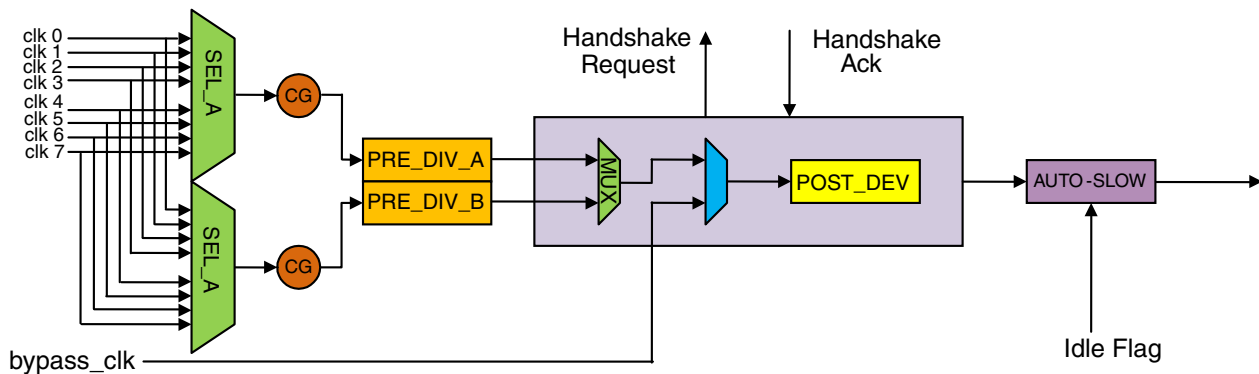 clk 0
clk 1
clk 2
clk 3
clk 4
clk 5
clk 6
clk 7
SEL_A
CG
SEL_A
CG
PRE_DIV_A
PRE_DIV_B
Handshake
Request
Handshake
Ack
MUX
POST_DEV
AUTO-SLOW
Idle Flag
bypass_clk